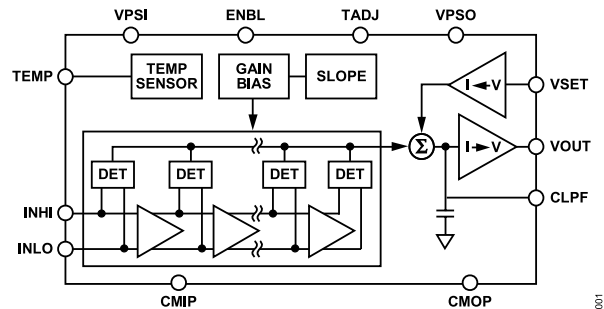 VPSI ENBL TADJ VPSO
TEMP
TEMP
SENSOR
GAIN
BIAS
SLOPE
I V
VSET
Σ
I V
VOUT
DET DET DET DET
CLPF
INHI
INLO
CMIP CMOP
001